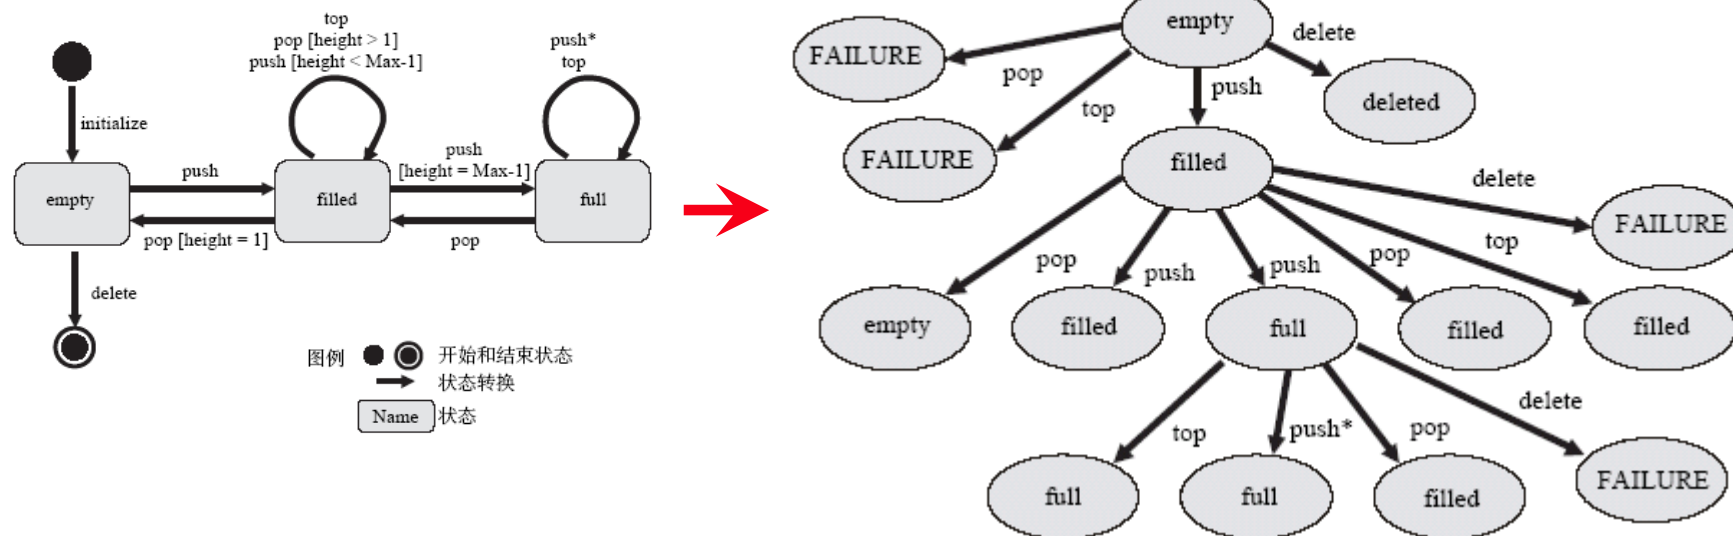 top
pop [height > 1]
push [height < Max-1]
push*
top
initialize
push
push
[height = Max-1]
empty
filled
full
pop [height = 1]
pop
delete
图例
开始和结束状态
状态转换
Name
状态
empty
delete
FAILURE
pop
push
deleted
top
FAILURE
filled
delete
FAILURE
pop
push
push
pop
top
empty
filled
full
filled
filled
top
push*
pop
delete
full
full
filled
FAILURE